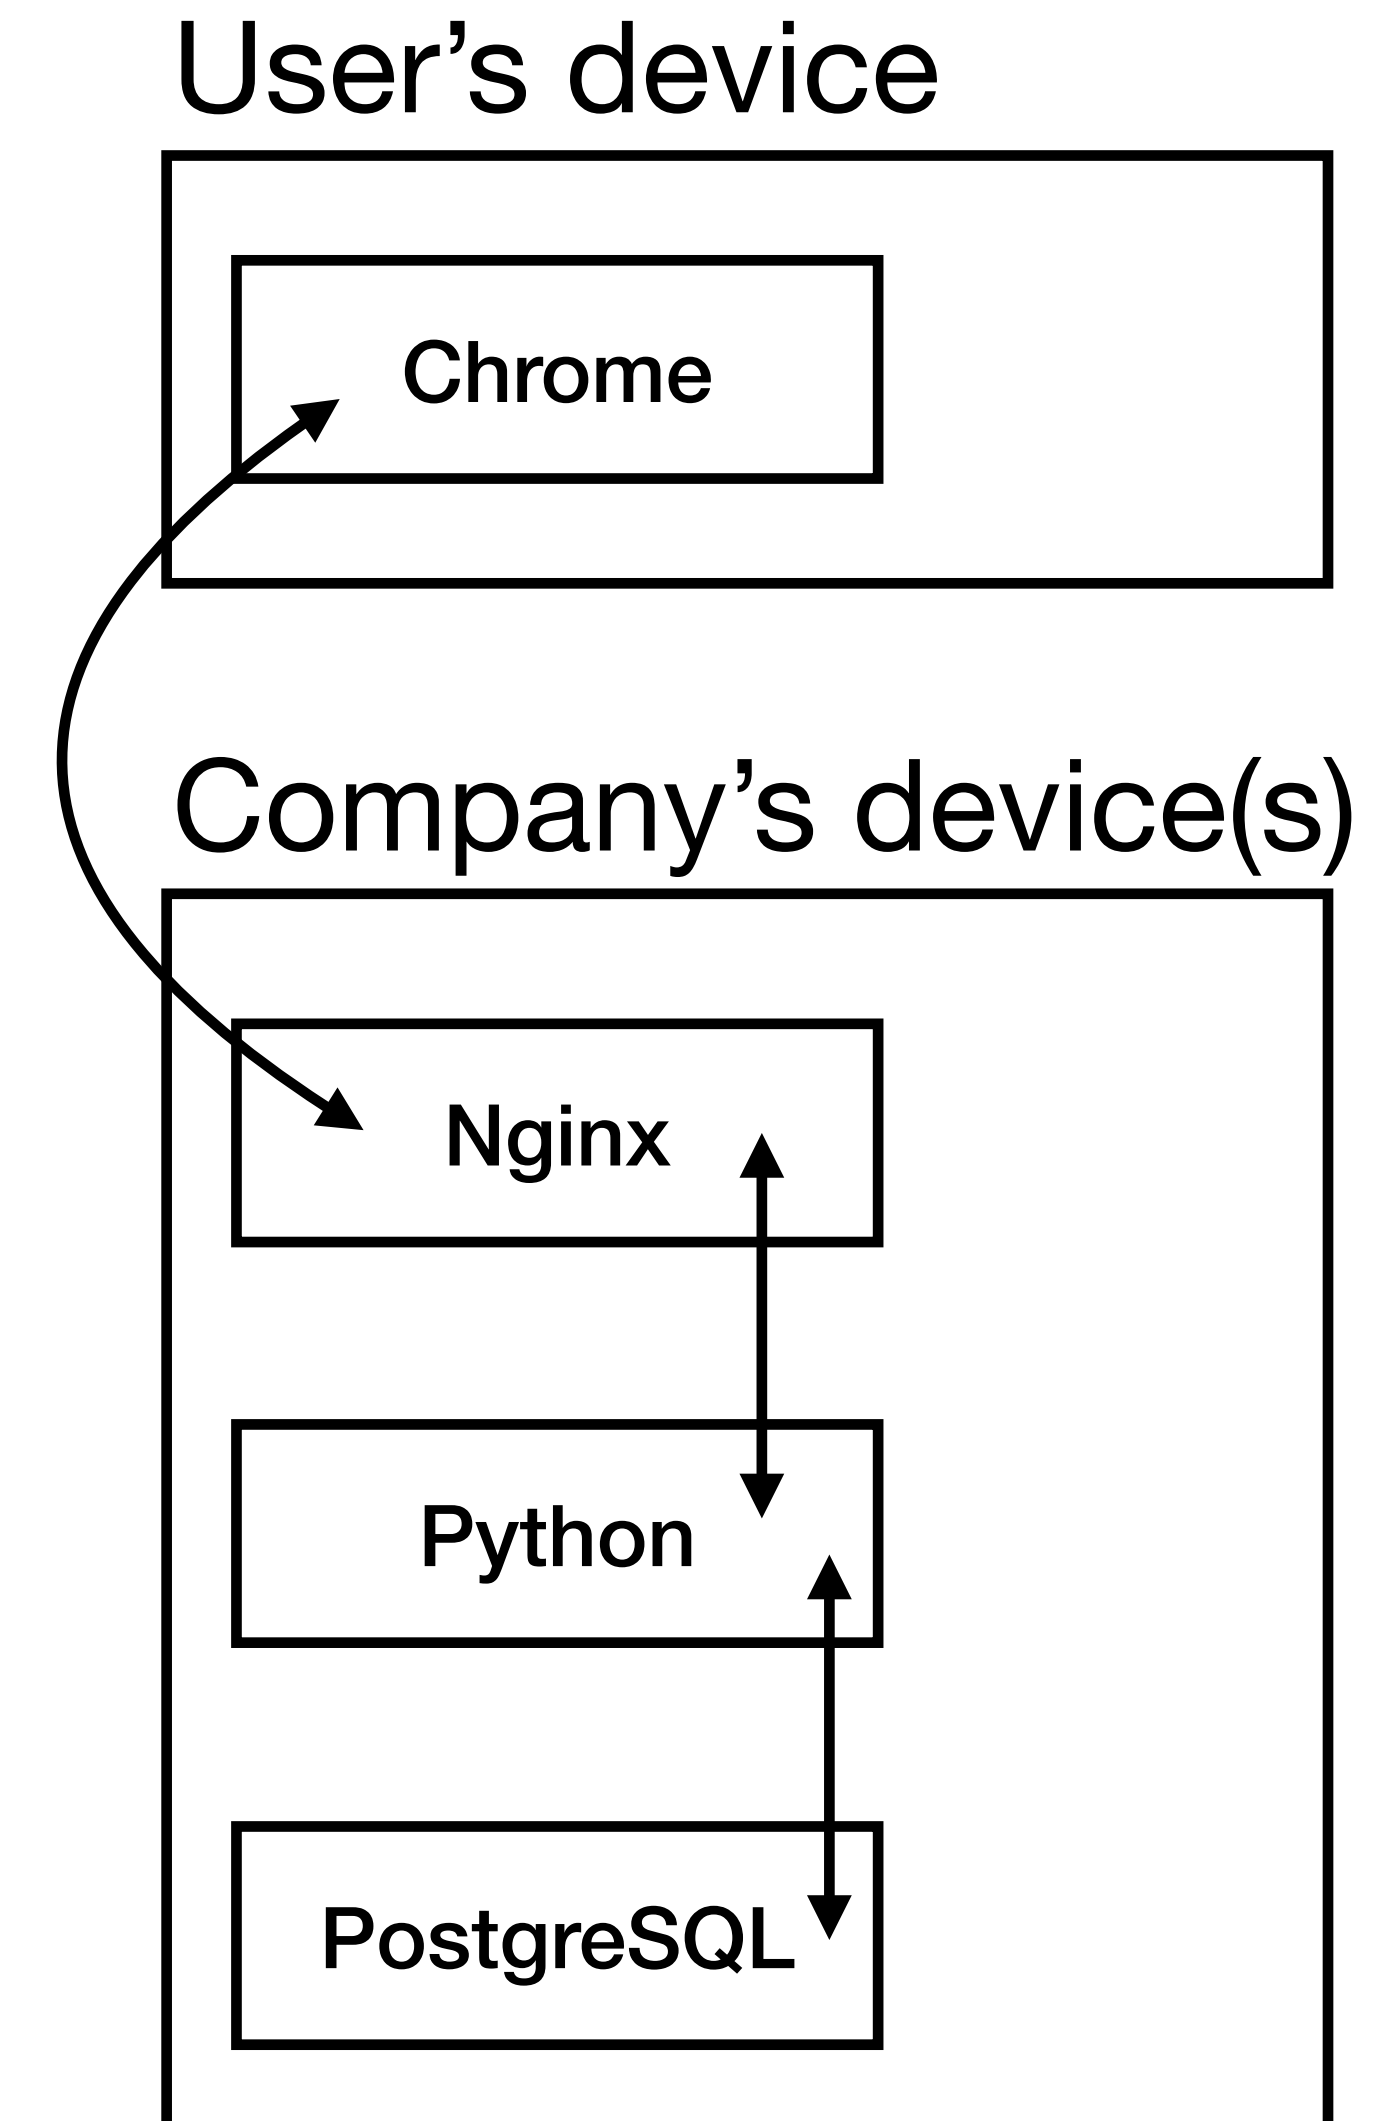 User’s device
Chrome
Company’s device(s)
Nginx
Python
PostgreSQL